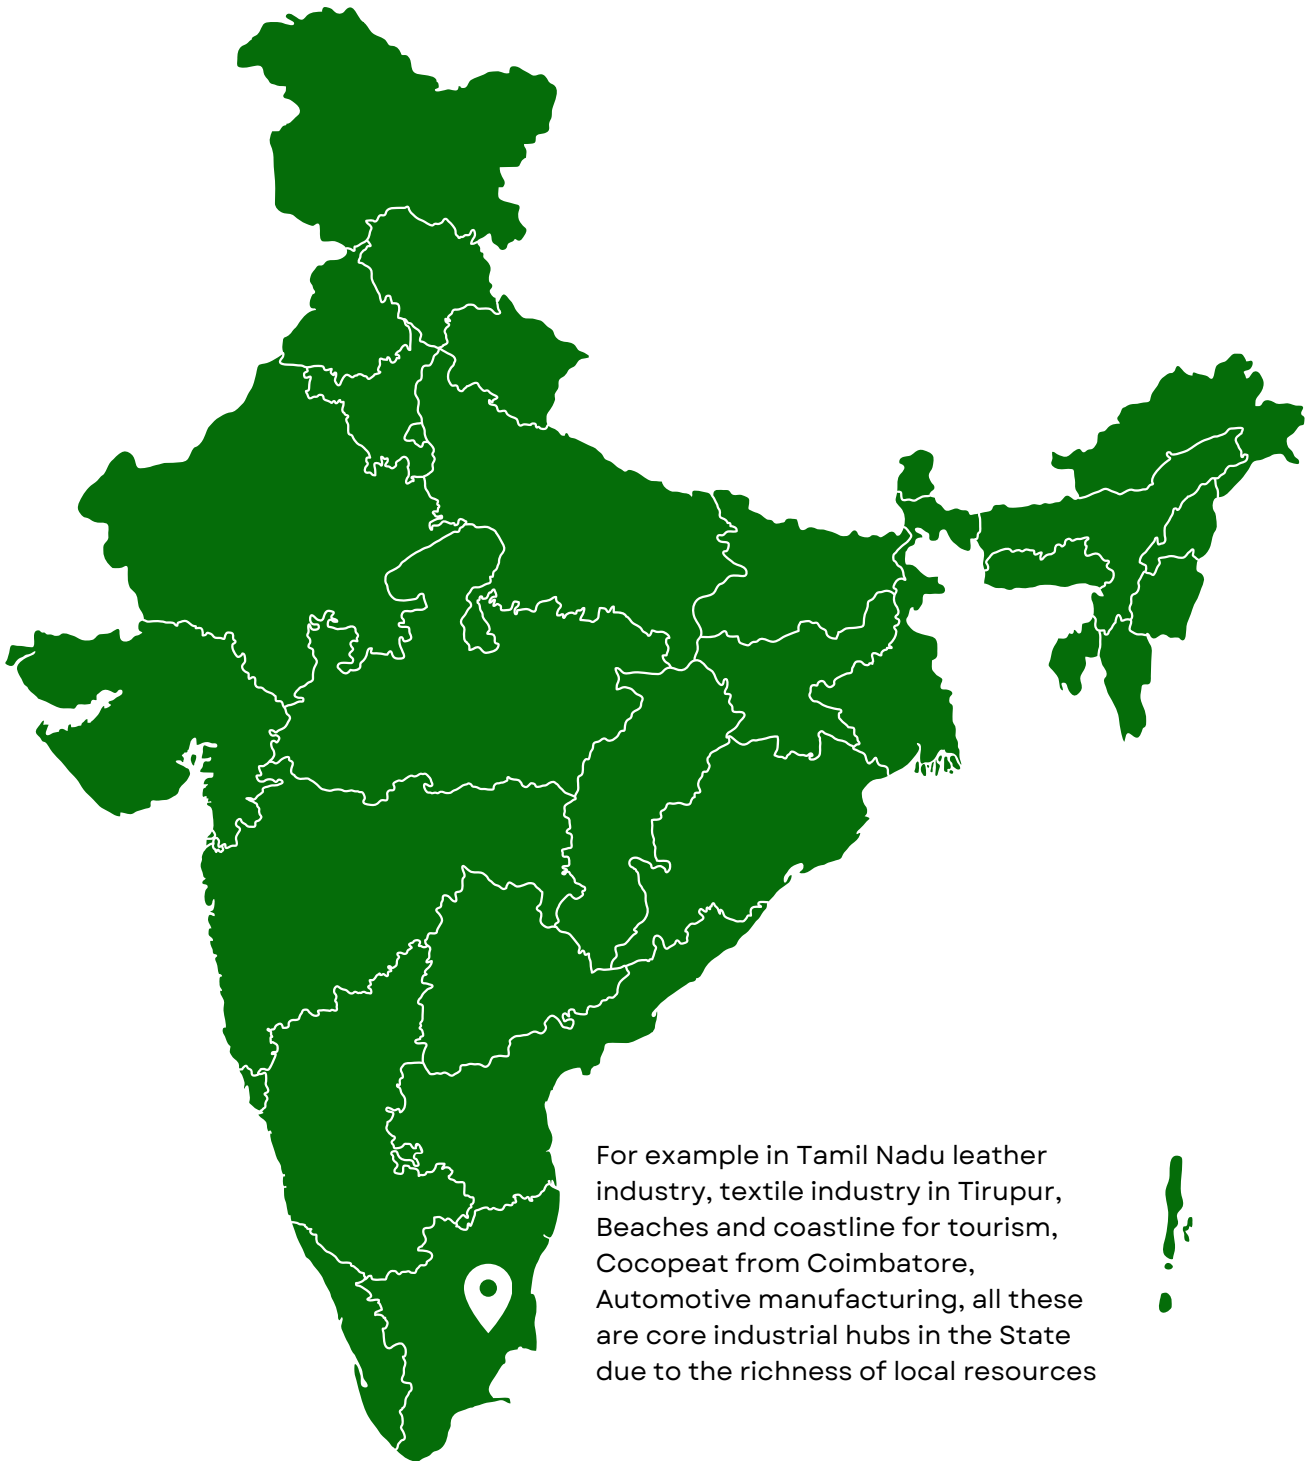 For example in Tamil Nadu leather
industry, textile industry in Tirupur,
Beaches and coastline for tourism,
Cocopeat from Coimbatore,
Automotive manufacturing, all these
are core industrial hubs in the State
due to the richness of local resources